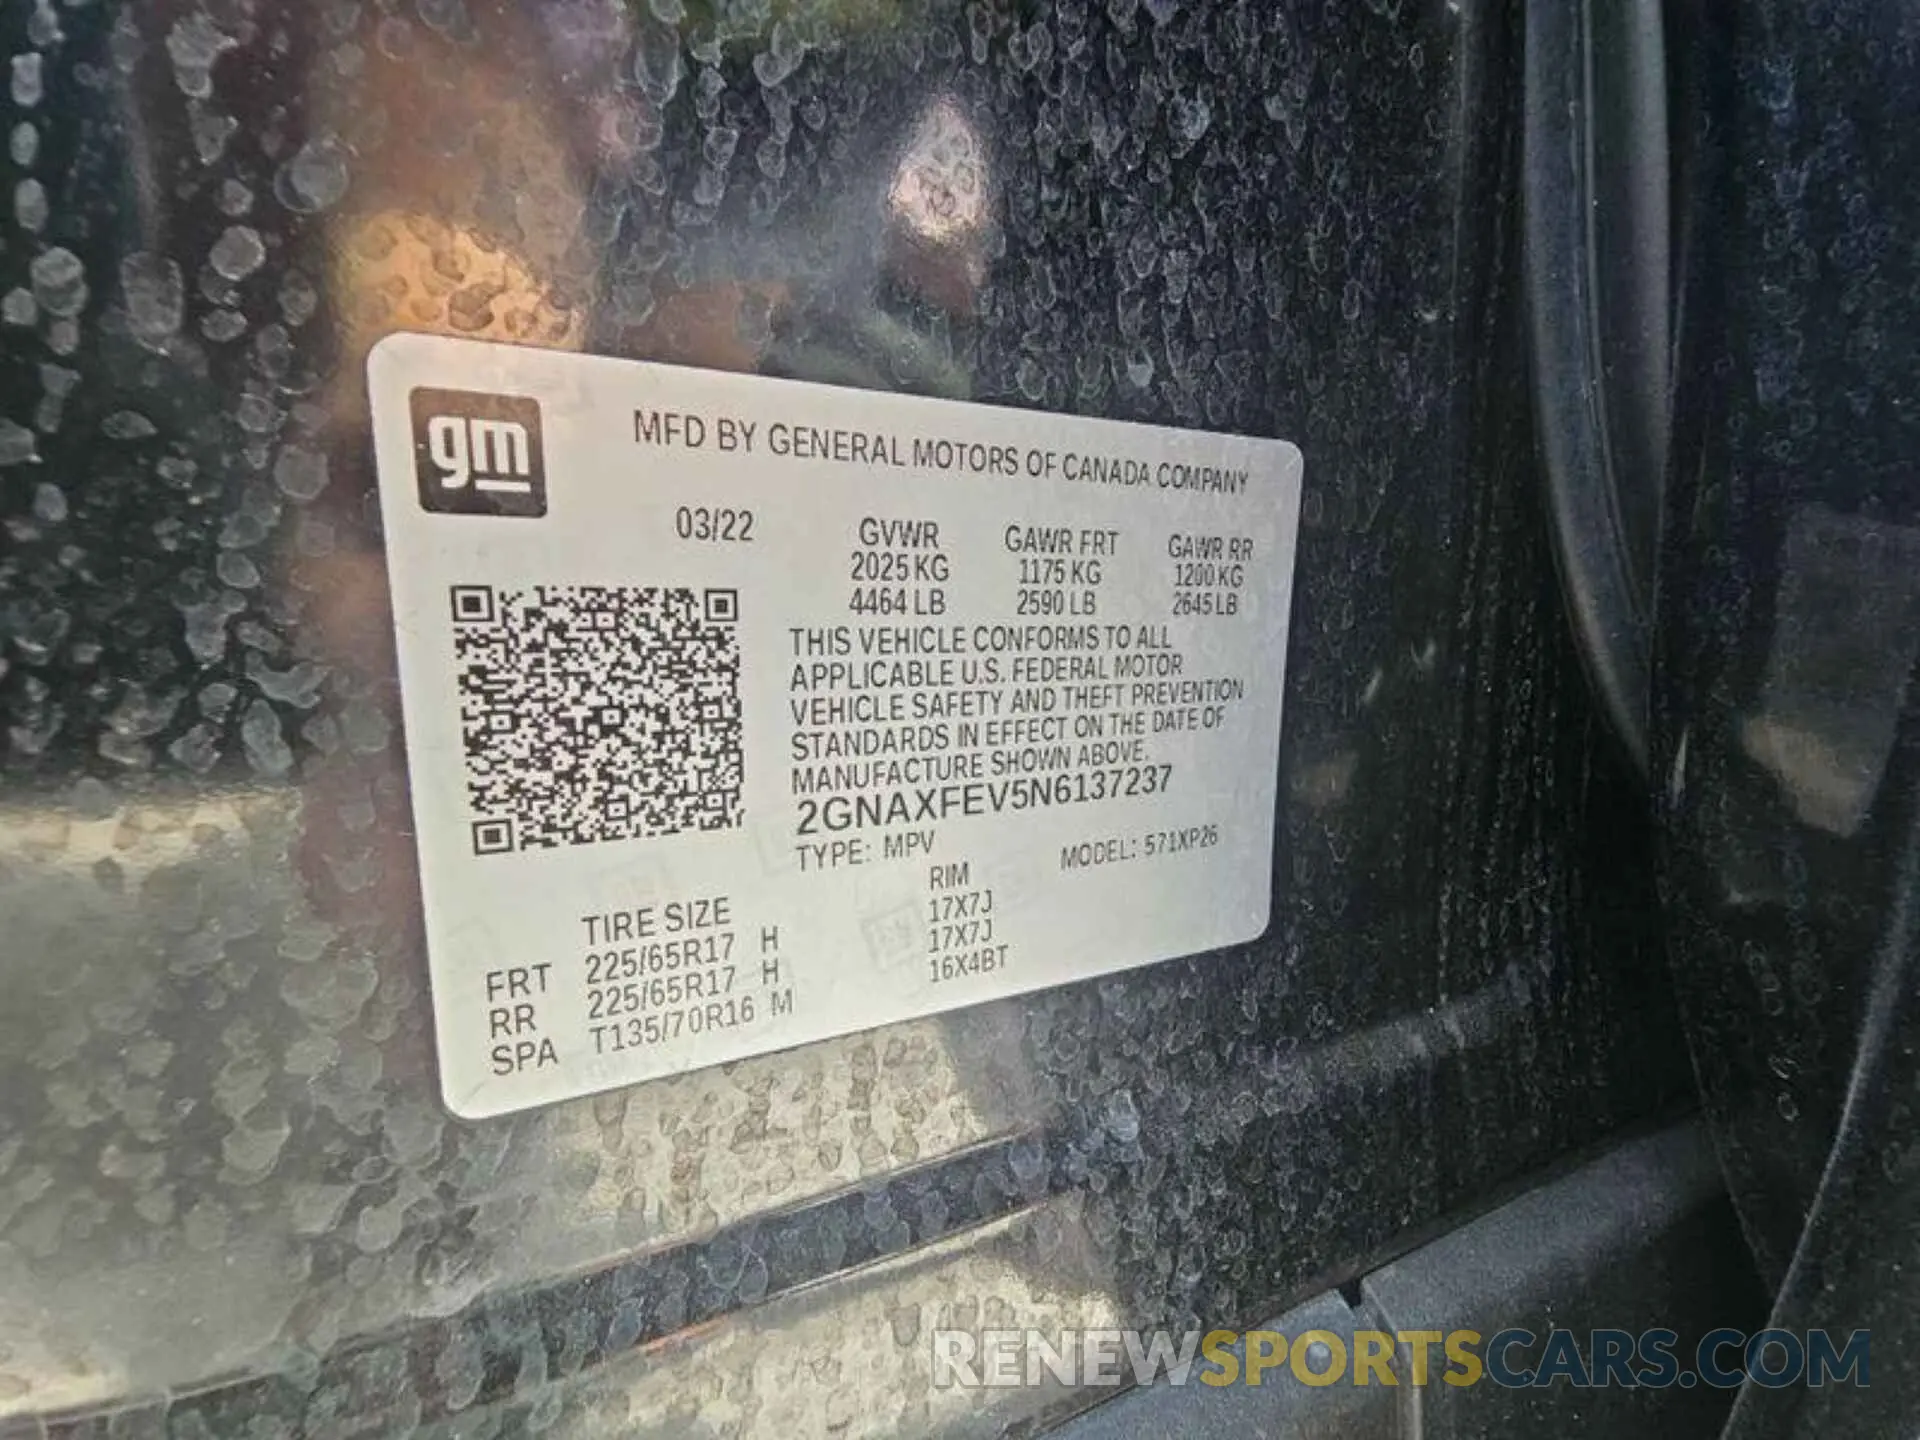 gm
MFD BY GENERAL MOTORS OF CANADA COMPANY
03/22
GVWR GAWR FRT GAWR RR
2025 KG 1175 KG 1200 KG
4464 LB 2590 LB 2645 LB
THIS VEHICLE CONFORMS TO ALL
APPLICABLE U.S. FEDERAL MOTOR
VEHICLE SAFETY AND THEFT PREVENTION
STANDARDS IN EFFECT ON THE DATE OF
MANUFACTURE SHOWN ABOVE.
2GNAXFEV5N6137237
TYPE: MPV MODEL: 571XP26
TIRE SIZE RIM
FRT 225/65R17 H 17X7J
RR 225/65R17 H 17X7J
SPA T135/70R16 M 16X4BT
RENEWSPORTSCARS.COM